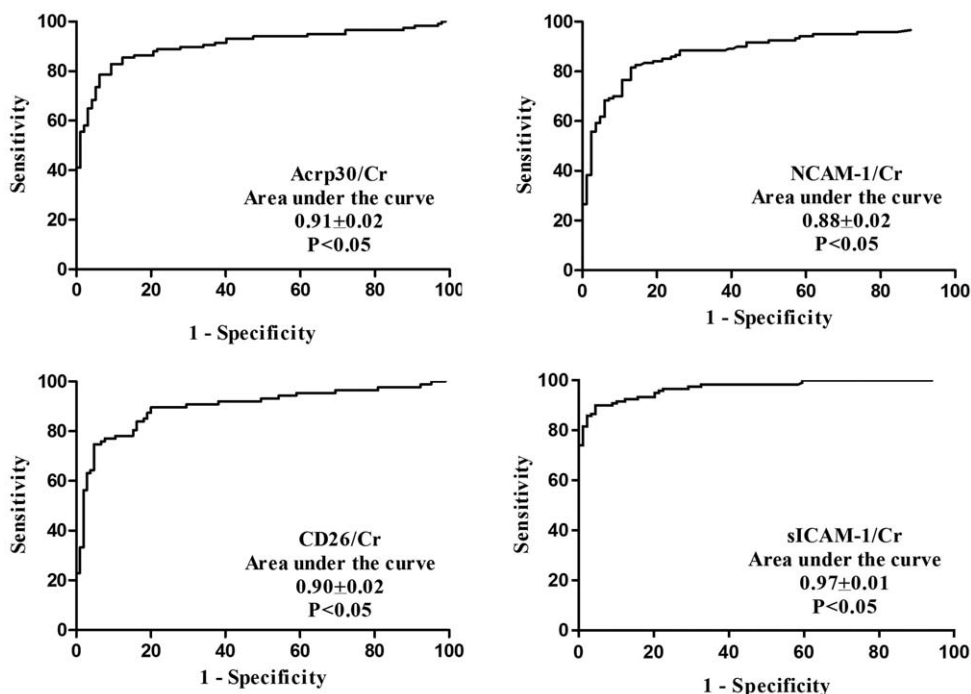 100
80
60
40
20
0
Sensitivity
Acrp30/Cr
Area under the curve
0.91±0.02
P<0.05
0 20 40 60 80 100
1 - Specificity
100
80
60
40
20
0
Sensitivity
NCAM-1/Cr
Area under the curve
0.88±0.02
P<0.05
0 20 40 60 80 100
1 - Specificity
100
80
60
40
20
0
Sensitivity
CD26/Cr
Area under the curve
0.90±0.02
P<0.05
0 20 40 60 80 100
1 - Specificity
100
80
60
40
20
0
Sensitivity
sICAM-1/Cr
Area under the curve
0.97±0.01
P<0.05
0 20 40 60 80 100
1 - Specificity